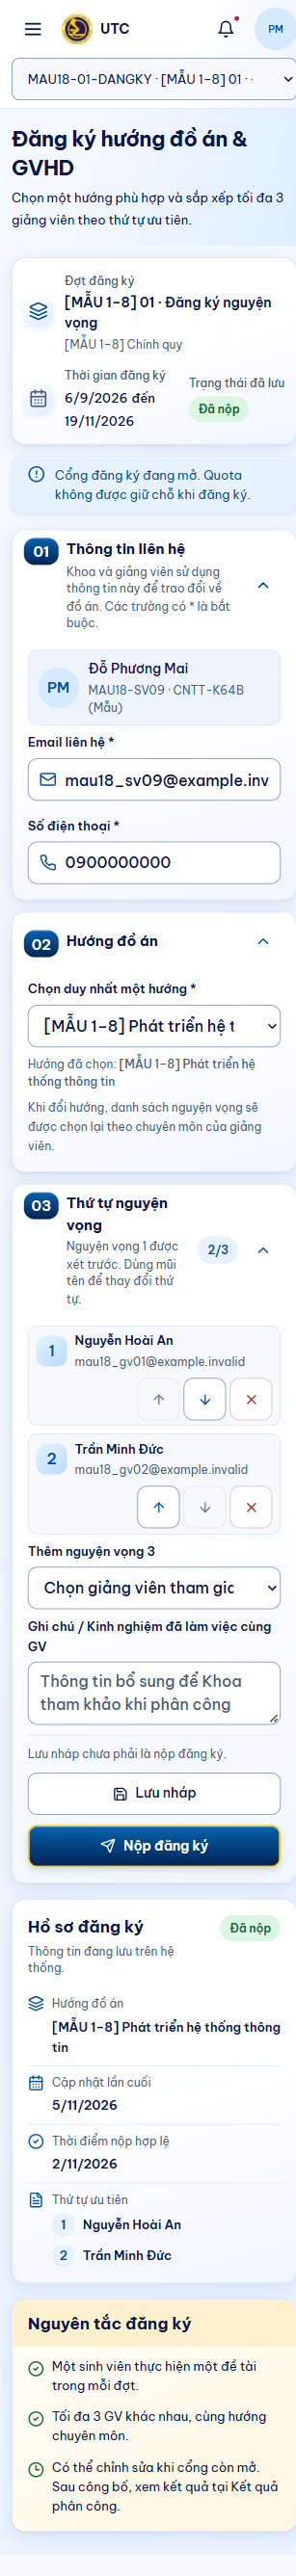 UTC
PM
MAU18-01-DANGKY · [MẪU 1-8] 01 ·
Đăng ký hướng đồ án &
GVHD
Chọn một hướng phù hợp và sắp xếp tối đa 3
giảng viên theo thứ tự ưu tiên.
Đợt đăng ký
[MẪU 1-8] 01 · Đăng ký nguyện
vọng
[MẪU 1-8] Chính quy
Thời gian đăng ký
6/9/2026 đến
19/11/2026
Trạng thái đã lưu
Đã nộp
Cổng đăng ký đang mở. Quota
không được giữ chỗ khi đăng ký.
01
Thông tin liên hệ
Khoa và giảng viên sử dụng
thông tin này để trao đổi về
đồ án. Các trường có * là bắt
buộc.
PM
Đỗ Phương Mai
MAU18-SV09 · CNTT-K64B
(Mẫu)
Email liên hệ *
mau18_sv09@example.inv
Số điện thoại *
0900000000
02
Hướng đồ án
Chọn duy nhất một hướng *
[MẪU 1-8] Phát triển hệ t
Hướng đã chọn: [MẪU 1-8] Phát triển hệ
thống thông tin
Khi đổi hướng, danh sách nguyện vọng sẽ
được chọn lại theo chuyên môn của giảng
viên.
03
Thứ tự nguyện
vọng
Nguyện vọng 1 được
xét trước. Dùng mũi
tên để thay đổi thứ
tự.
2/3
1
Nguyễn Hoài An
mau18_gv01@example.invalid
2
Trần Minh Đức
mau18_gv02@example.invalid
Thêm nguyện vọng 3
Chọn giảng viên tham gia
Ghi chú / Kinh nghiệm đã làm việc cùng
GV
Thông tin bổ sung để Khoa
tham khảo khi phân công
Lưu nháp chưa phải là nộp đăng ký.
Lưu nháp
Nộp đăng ký
Hồ sơ đăng ký
Đã nộp
Thông tin đang lưu trên hệ
thống.
Hướng đồ án
[MẪU 1-8] Phát triển hệ thống thông
tin
Cập nhật lần cuối
5/11/2026
Thời điểm nộp hợp lệ
2/11/2026
Thứ tự ưu tiên
1 Nguyễn Hoài An
2 Trần Minh Đức
Nguyên tắc đăng ký
Một sinh viên thực hiện một đề tài
trong mỗi đợt.
Tối đa 3 GV khác nhau, cùng hướng
chuyên môn.
Có thể chỉnh sửa khi cổng còn mở.
Sau công bố, xem kết quả tại Kết quả
phân công.